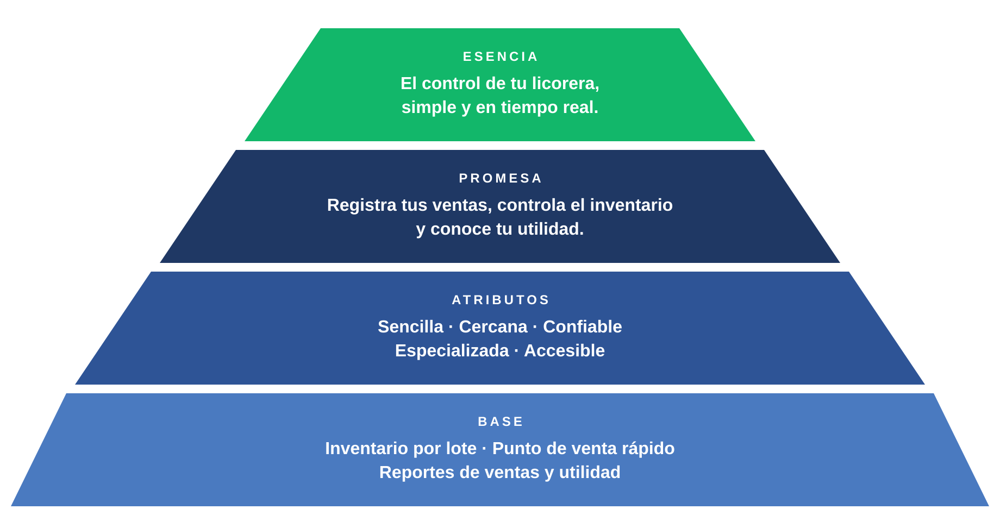 ESENCIA
El control de tu licorera,
simple y en tiempo real.
PROMESA
Registra tus ventas, controla el inventario
y conoce tu utilidad.
ATRIBUTOS
Sencilla · Cercana · Confiable
Especializada · Accesible
BASE
Inventario por lote · Punto de venta rápido
Reportes de ventas y utilidad